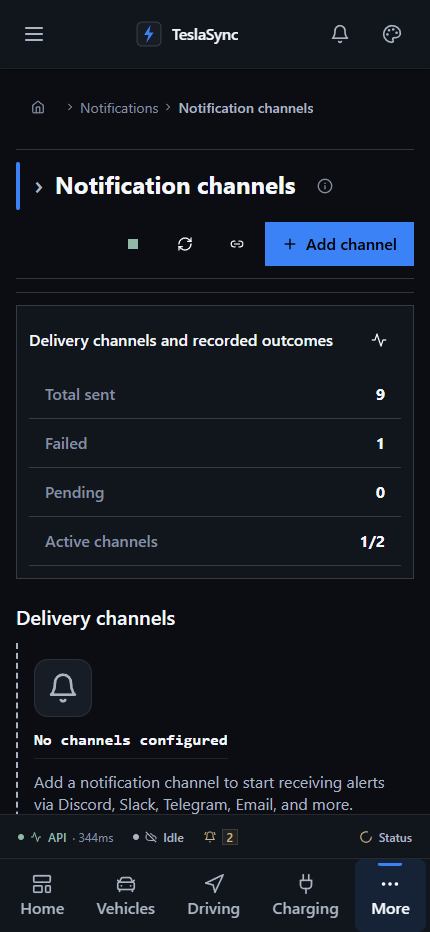 TeslaSync
Notifications Notification channels
Notification channels
Add channel
Delivery channels and recorded outcomes
Total sent 9
Failed 1
Pending 0
Active channels 1/2
Delivery channels
No channels configured
Add a notification channel to start receiving alerts
via Discord, Slack, Telegram, Email, and more.
API · 344ms Idle 2 Status
Home Vehicles Driving Charging More